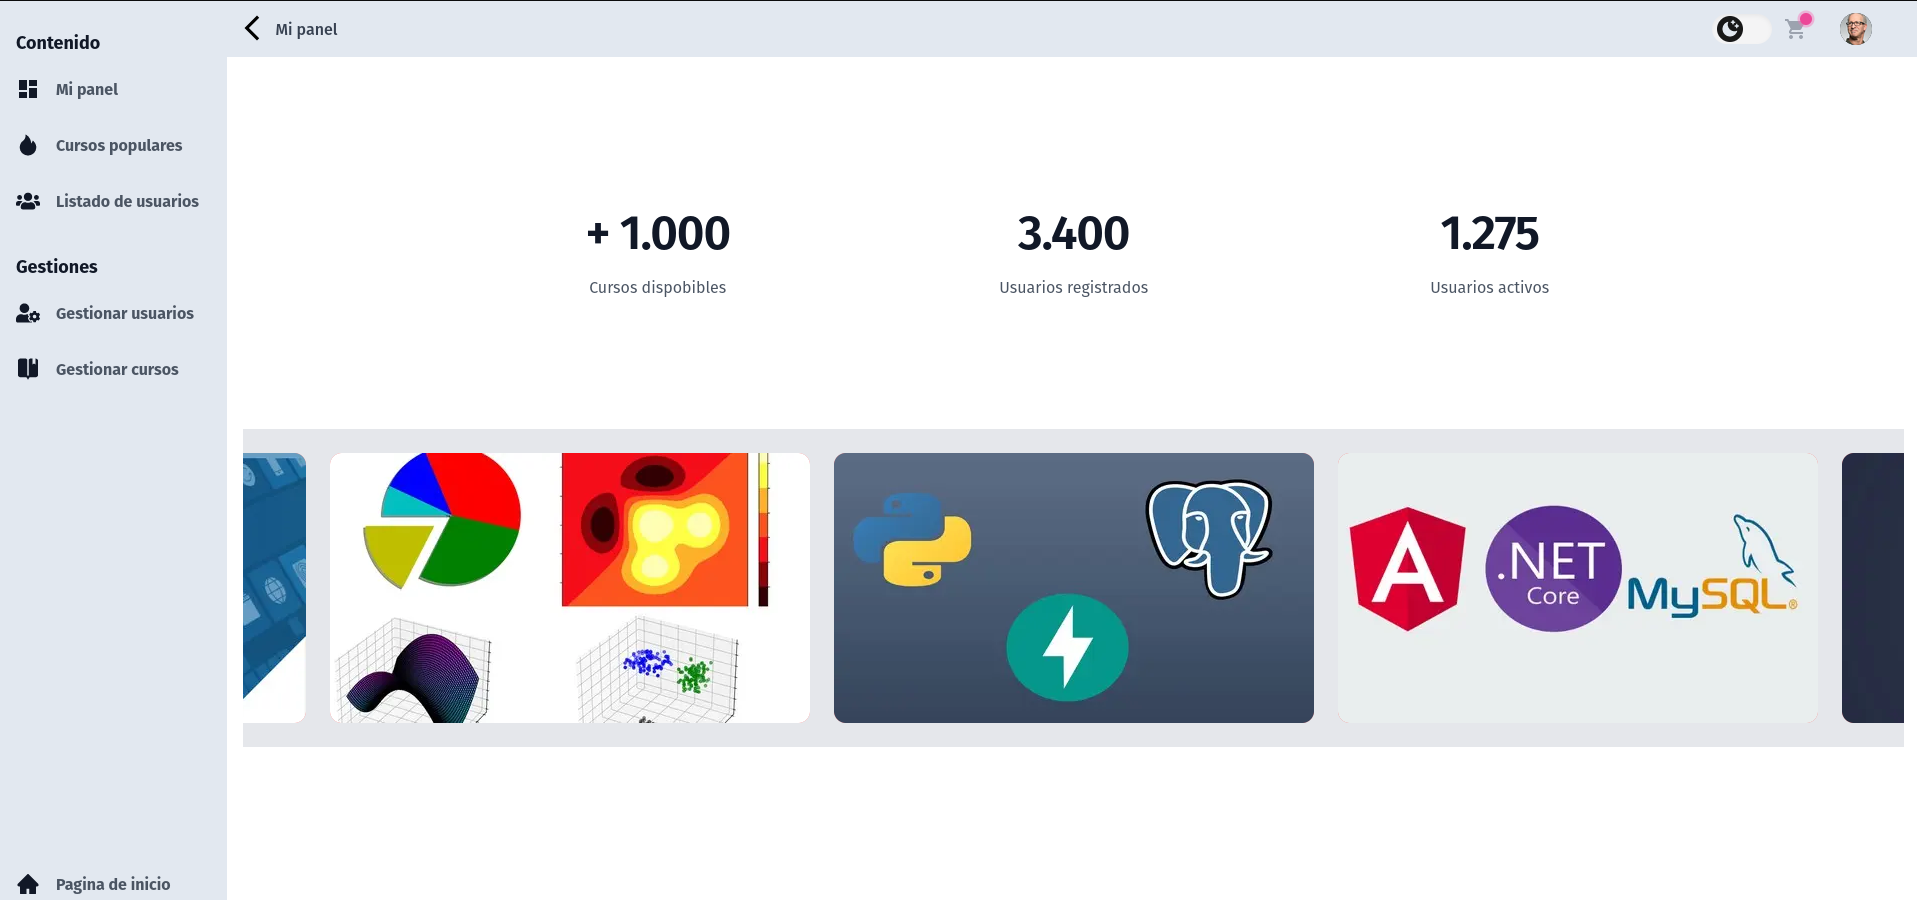 Contenido
Mi panel
Cursos populares
Listado de usuarios
Gestiones
Gestionar usuarios
Gestionar cursos
Pagina de inicio
Mi panel
+ 1.000
Cursos dispobibles
3.400
Usuarios registrados
1.275
Usuarios activos
.NET
Core
MySQL®